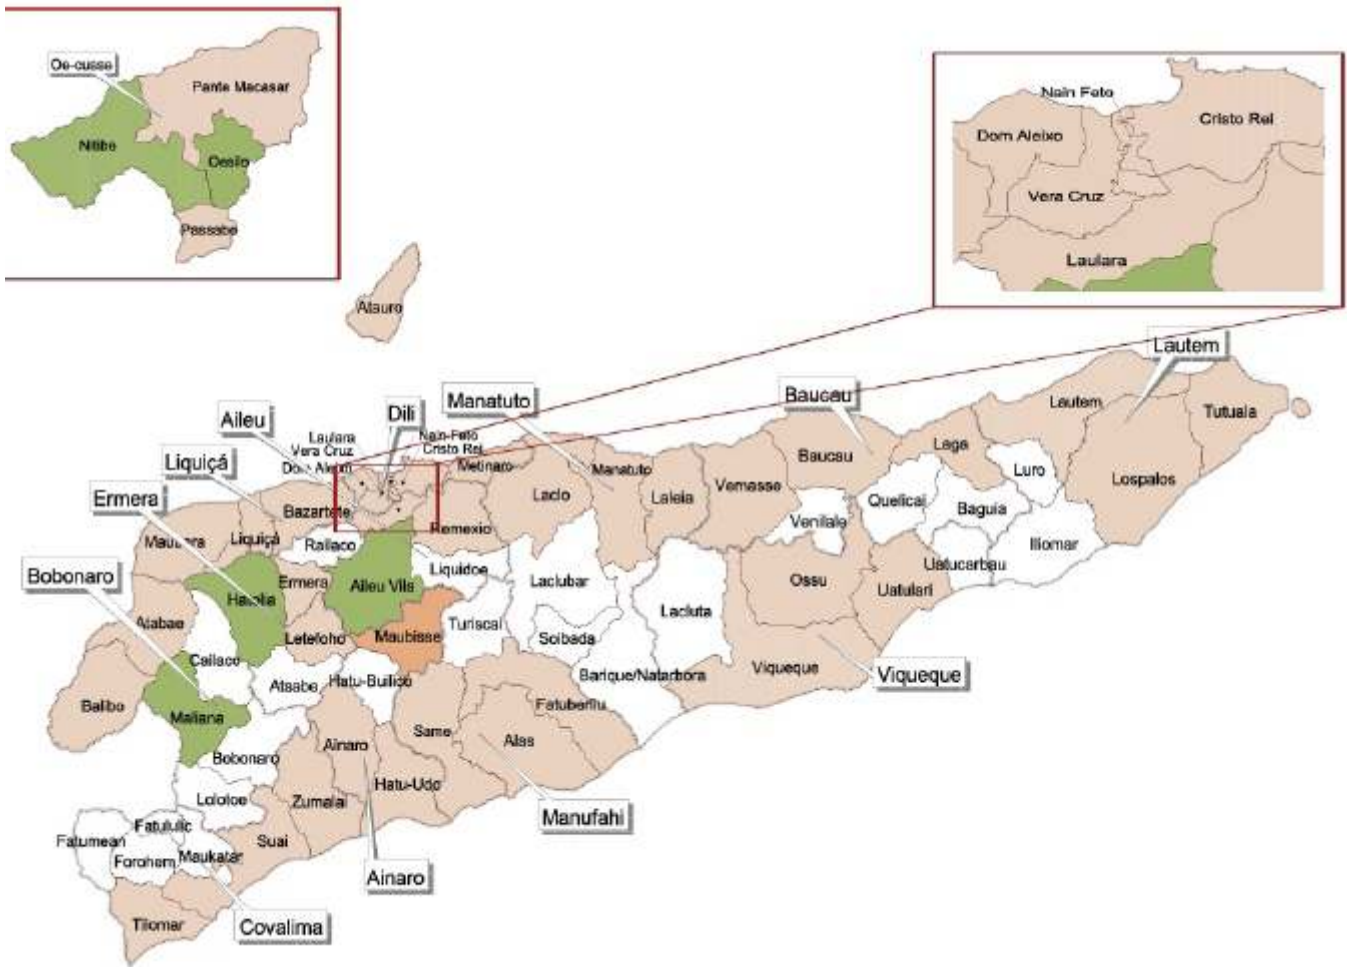 Oe-cusse
Pante Macasar
Nitibe
Oesilo
Passabe
Nain Feto
Cristo Rei
Dom Aleixo
Vera Cruz
Laulara
Atauro
Lautem
Manatuto
Baucau
Aileu
Dili
Laulara
Vera Cruz
Dom Aleixo
Nain-Feto
Cristo Rei
Liquiçá
Ermera
Bobonaro
Lautem
Tutuala
Lospalos
Laga
Luro
Baucau
Quelicai
Baguia
Iliomar
Uatucarbau
Venilale
Vemasse
Laleia
Manatuto
Laclo
Metinaro
Remexio
Bazartete
Liquiçá
Maubara
Railaco
Liquidoe
Laclubar
Lacluta
Ossu
Uatulari
Hatolia
Ermera
Aileu Vila
Atabae
Letefoho
Maubisse
Turiscai
Soibada
Cailaco
Atsabe
Hatu-Builico
Barique/Natarbora
Viqueque
Viqueque
Balibo
Maliana
Fatuberliu
Same
Alas
Ainaro
Bobonaro
Hatu-Udo
Lolotoe
Zumalai
Manufahi
Fatululic
Fatumean
Forohem
Maukatar
Suai
Ainaro
Tilomar
Covalima